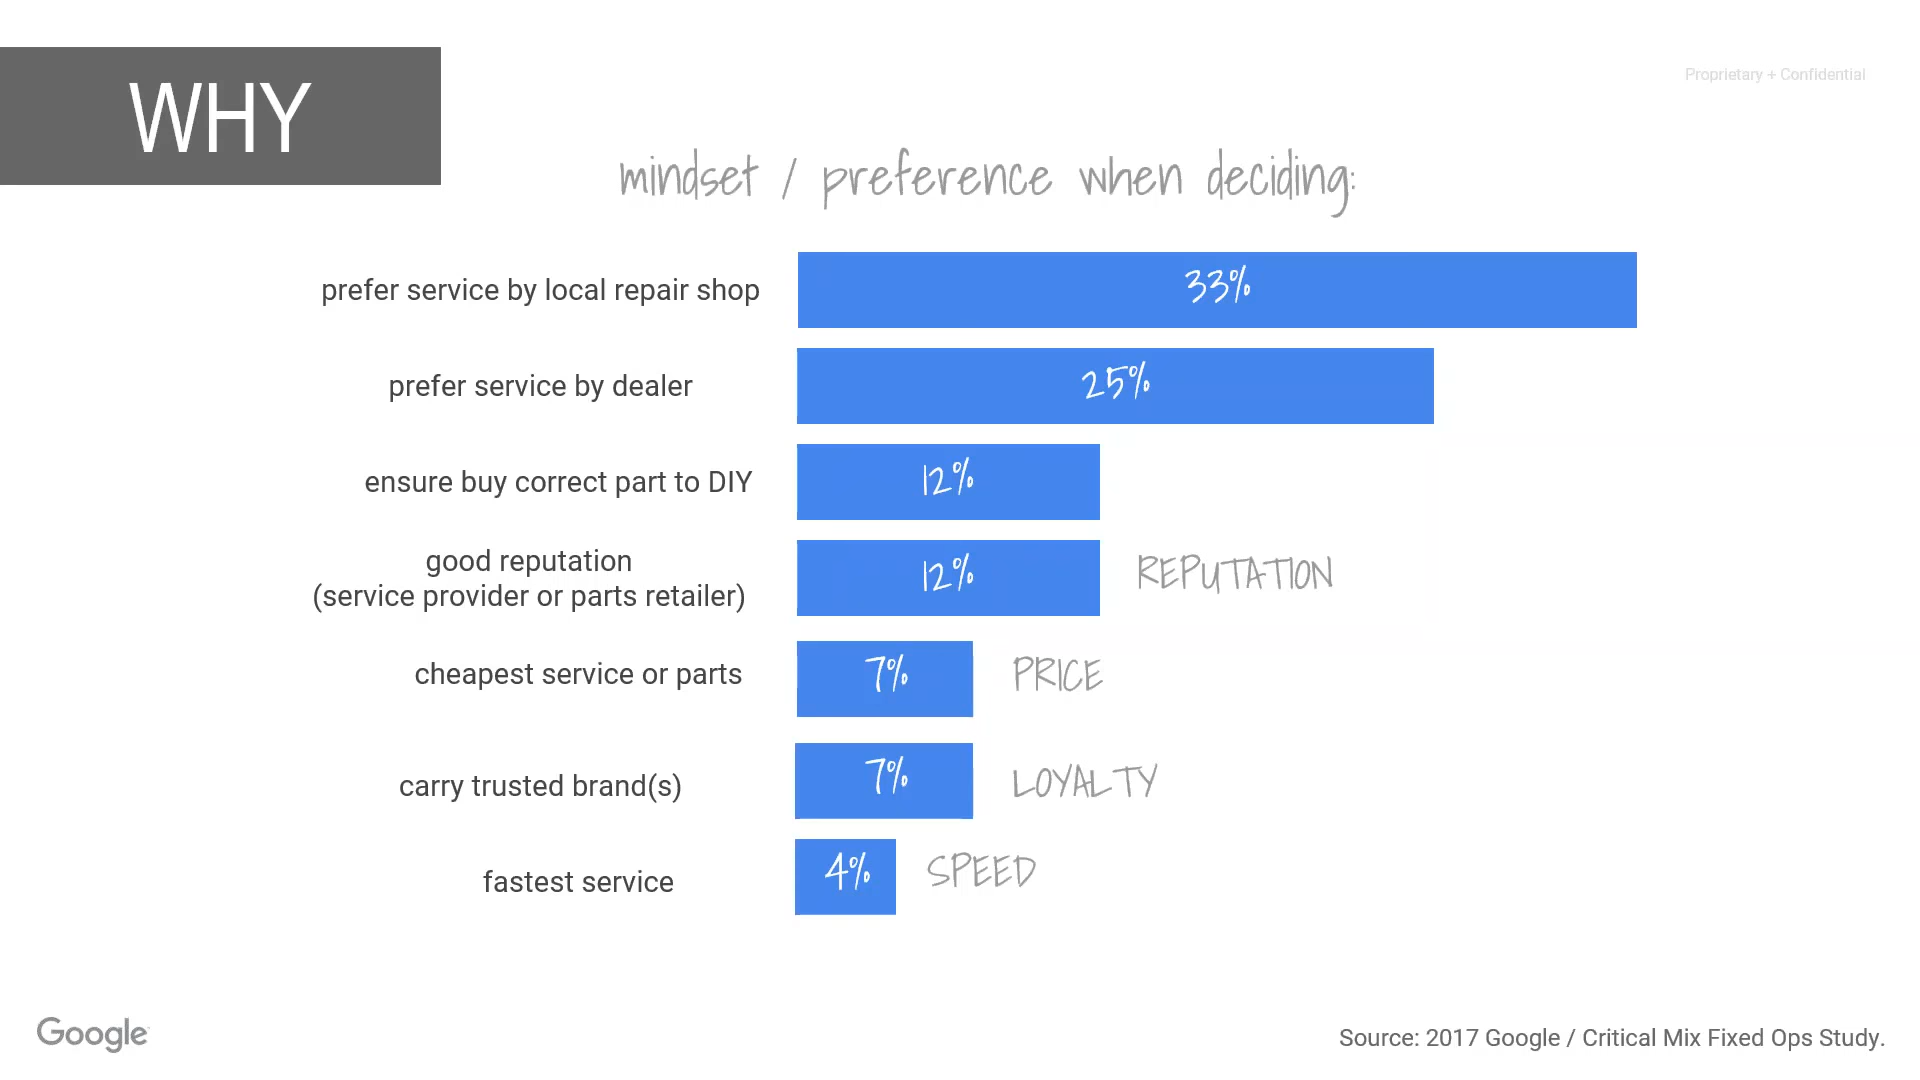 WHY
Proprietary + Confidential
mindset / preference when deciding:
prefer service by local repair shop
33%
prefer service by dealer
25%
ensure buy correct part to DIY
12%
good reputation
(service provider or parts retailer)
12%
REPUTATION
cheapest service or parts
7%
PRICE
carry trusted brand(s)
7%
LOYALTY
fastest service
4%
SPEED
Google
Source: 2017 Google / Critical Mix Fixed Ops Study.